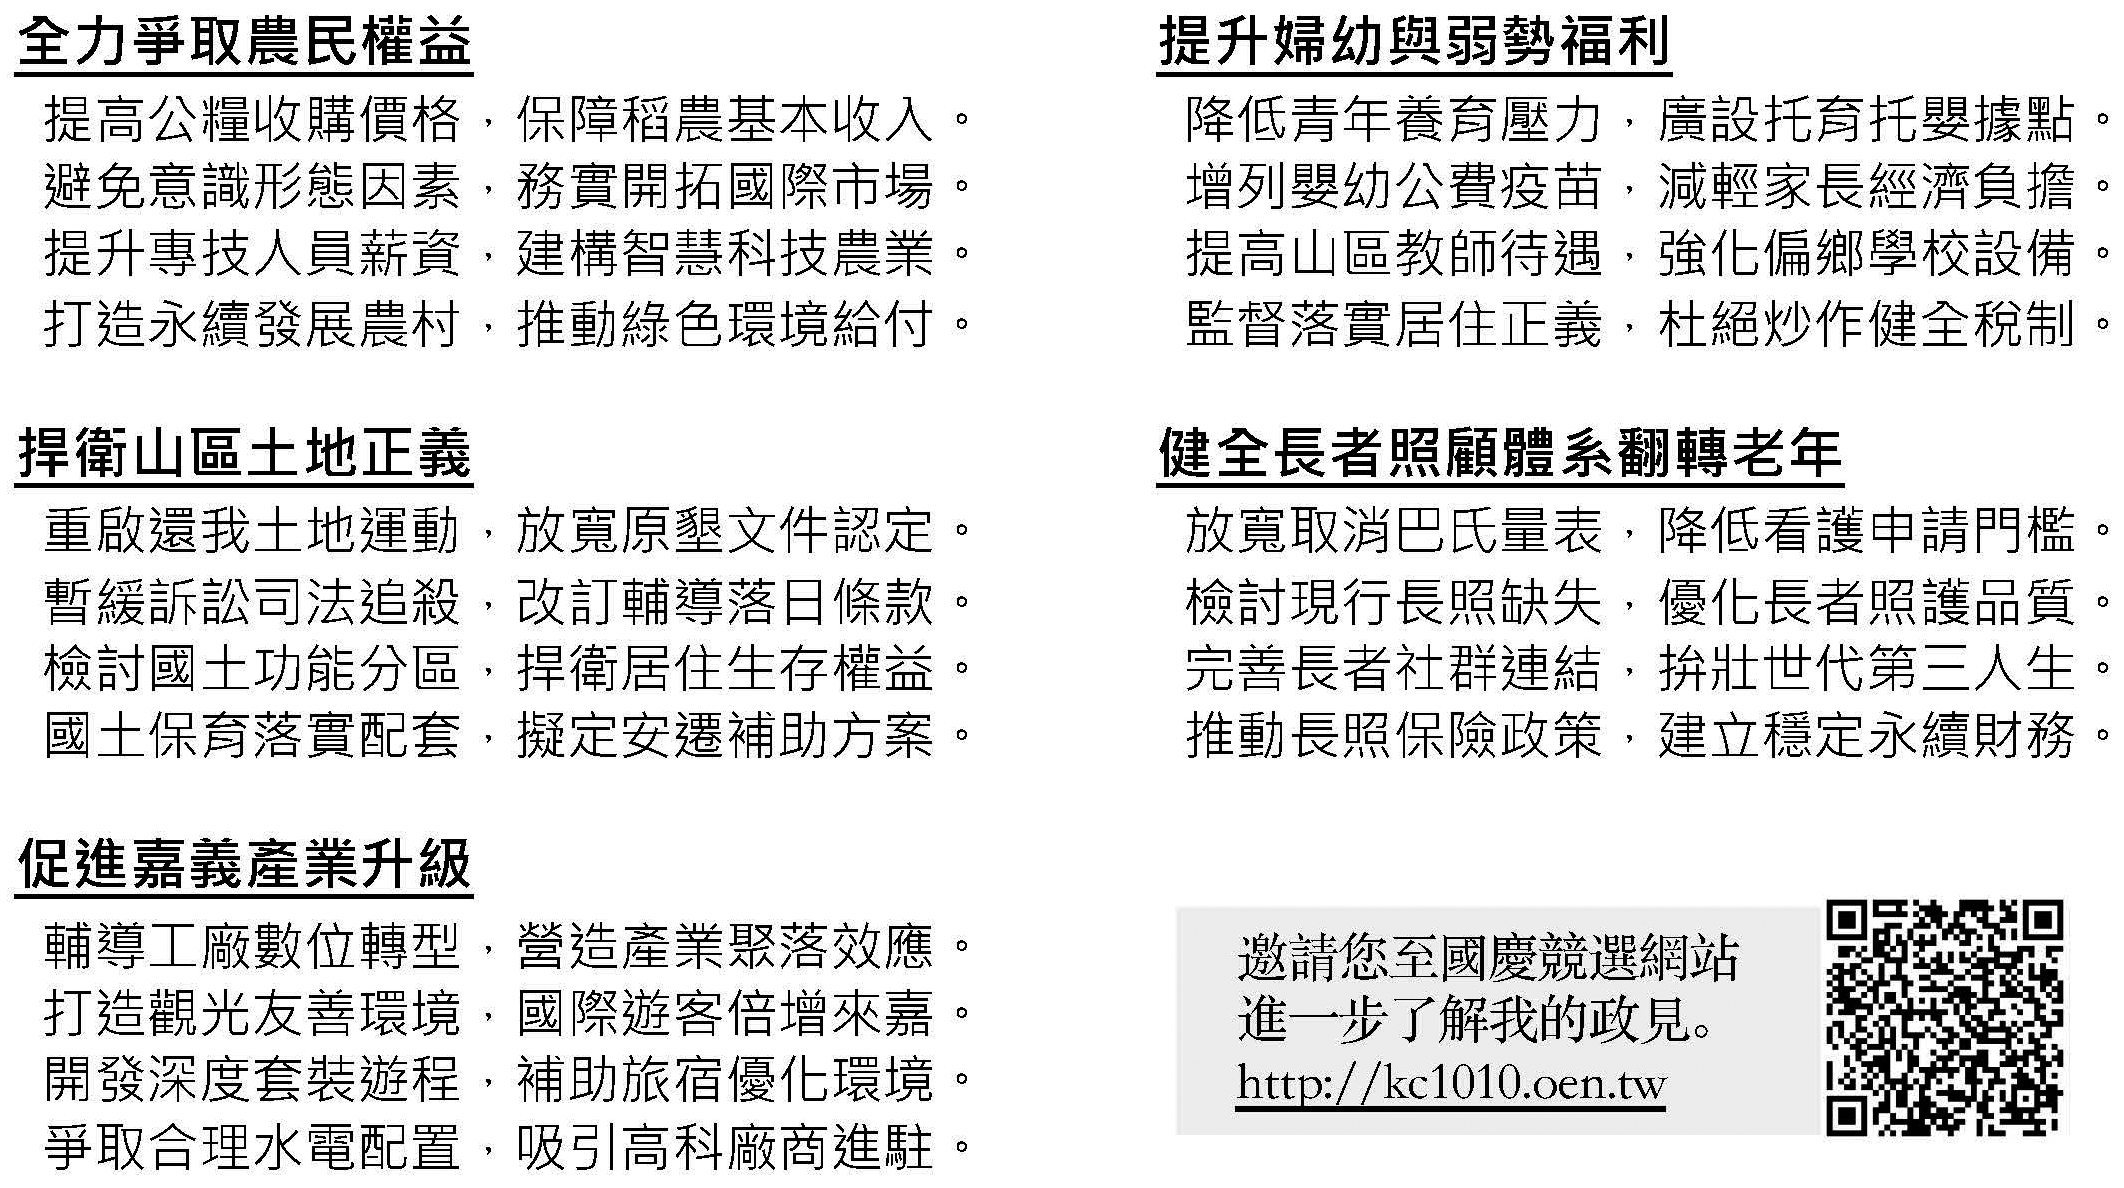 全力爭取農民權益
提高公糧收購價格，保障稻農基本收入。
避免意識形態因素，務實開拓國際市場。
提升專技人員薪資，建構智慧科技農業。
打造永續發展農村，推動綠色環境給付。
捍衛山區土地正義
重啟還我土地運動，放寬原墾文件認定。
暫緩訴訟司法追殺，改訂輔導落日條款。
檢討國土功能分區，捍衛居住生存權益。
國土保育落實配套，擬定安遷補助方案。
促進嘉義產業升級
輔導工廠數位轉型，營造產業聚落效應。
打造觀光友善環境，國際遊客倍增來嘉。
開發深度套裝遊程，補助旅宿優化環境。
爭取合理水電配置，吸引高科廠商進駐。
提升婦幼與弱勢福利
降低青年養育壓力，廣設托育托嬰據點。
增列嬰幼公費疫苗，減輕家長經濟負擔。
提高山區教師待遇，強化偏鄉學校設備。
監督落實居住正義，杜絕炒作健全稅制。
健全長者照顧體系翻轉老年
放寬取消巴氏量表，降低看護申請門檻。
檢討現行長照缺失，優化長者照護品質。
完善長者社群連結，拚壯世代第三人生。
推動長照保險政策，建立穩定永續財務。
邀請您至國慶競選網站
進一步了解我的政見。
http://kc1010.oen.tw